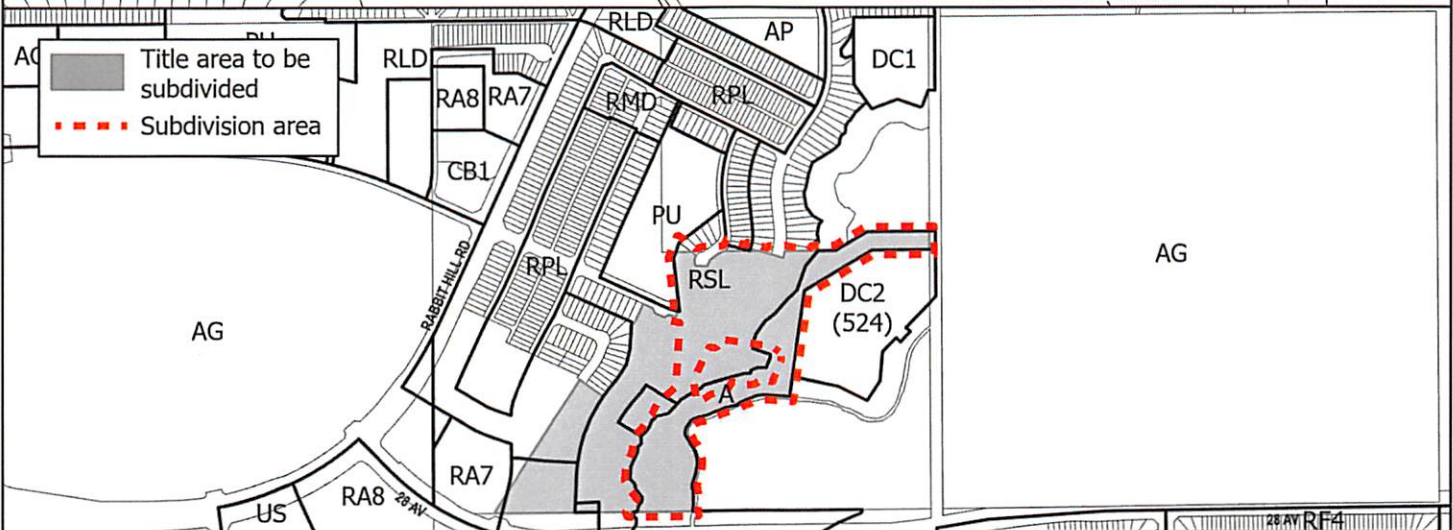 RLD
AP
DC1
RLD
Title area to be
subdivided
Subdivision area
RA8
RA7
RMD
RPL
CB1
PU
AG
RPL
RSL
DC2
(524)
RABBIT HILL RD
AG
A
RA7
RA8
28 AV
US
28 AV
RF4